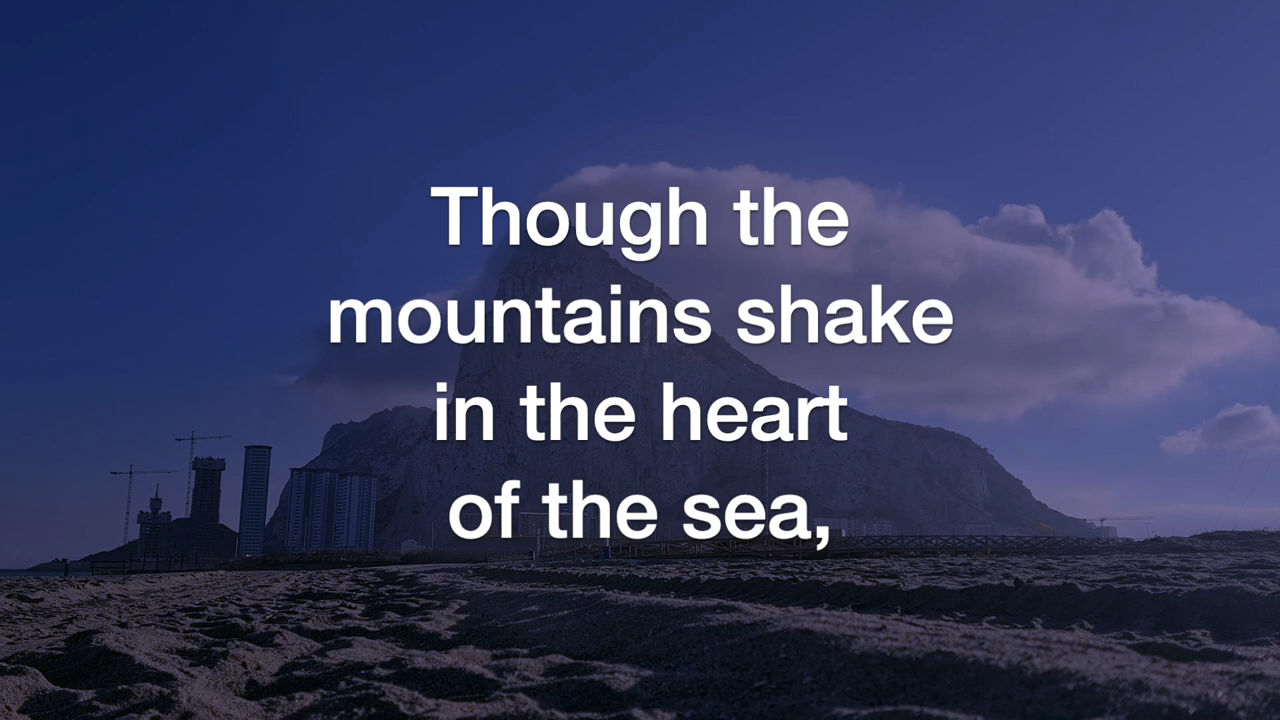 Though the
mountains shake
in the heart
of the sea,